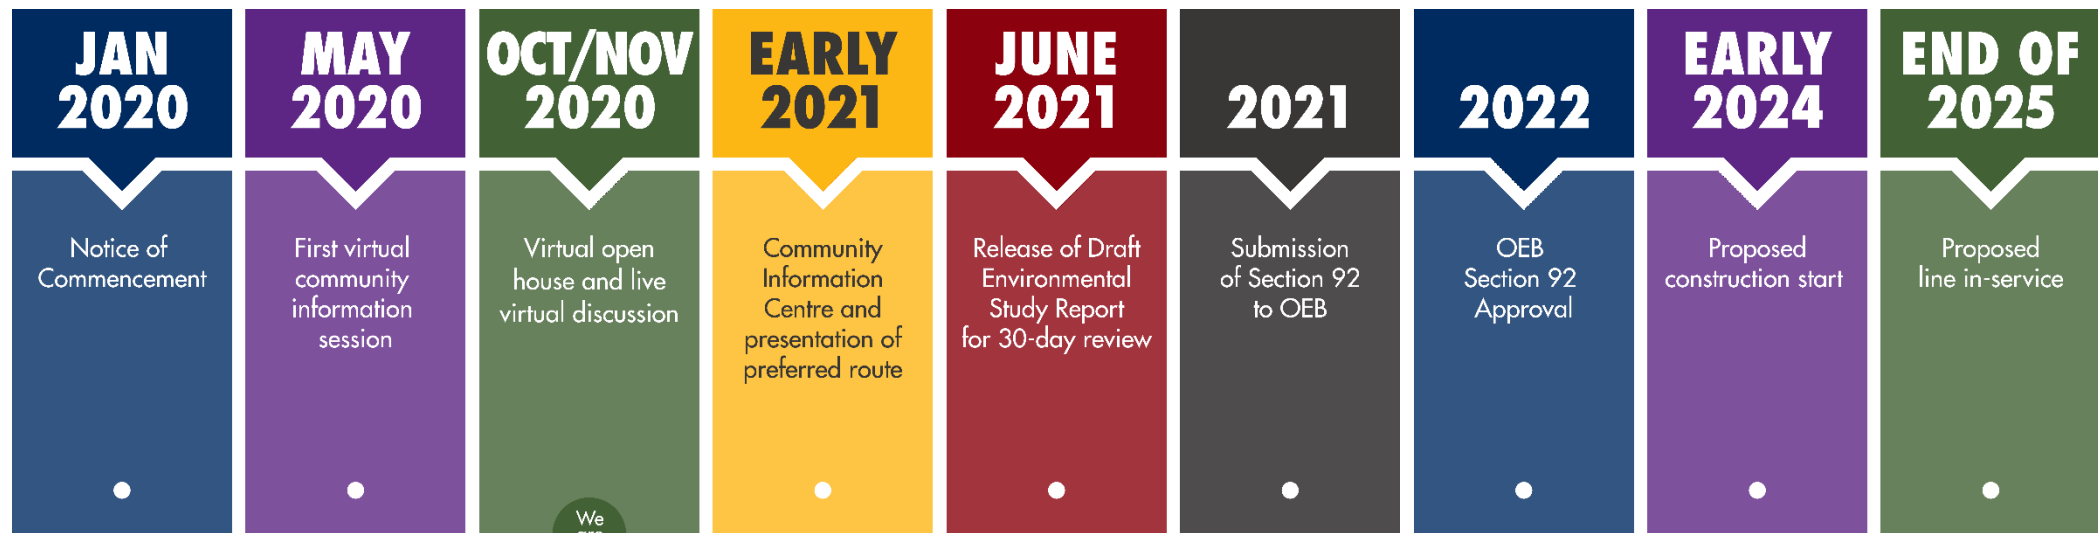 JAN
2020
Notice of
Commencement
MAY
2020
First virtual
community
information
session
OCT/NOV
2020
Virtual open
house and live
virtual discussion
We
EARLY
2021
Community
Information
Centre and
presentation of
preferred route
JUNE
2021
Release of Draft
Environmental
Study Report
for 30-day review
2021
Submission
of Section 92
to OEB
2022
OEB
Section 92
Approval
EARLY
2024
Proposed
construction start
END OF
2025
Proposed
line in-service